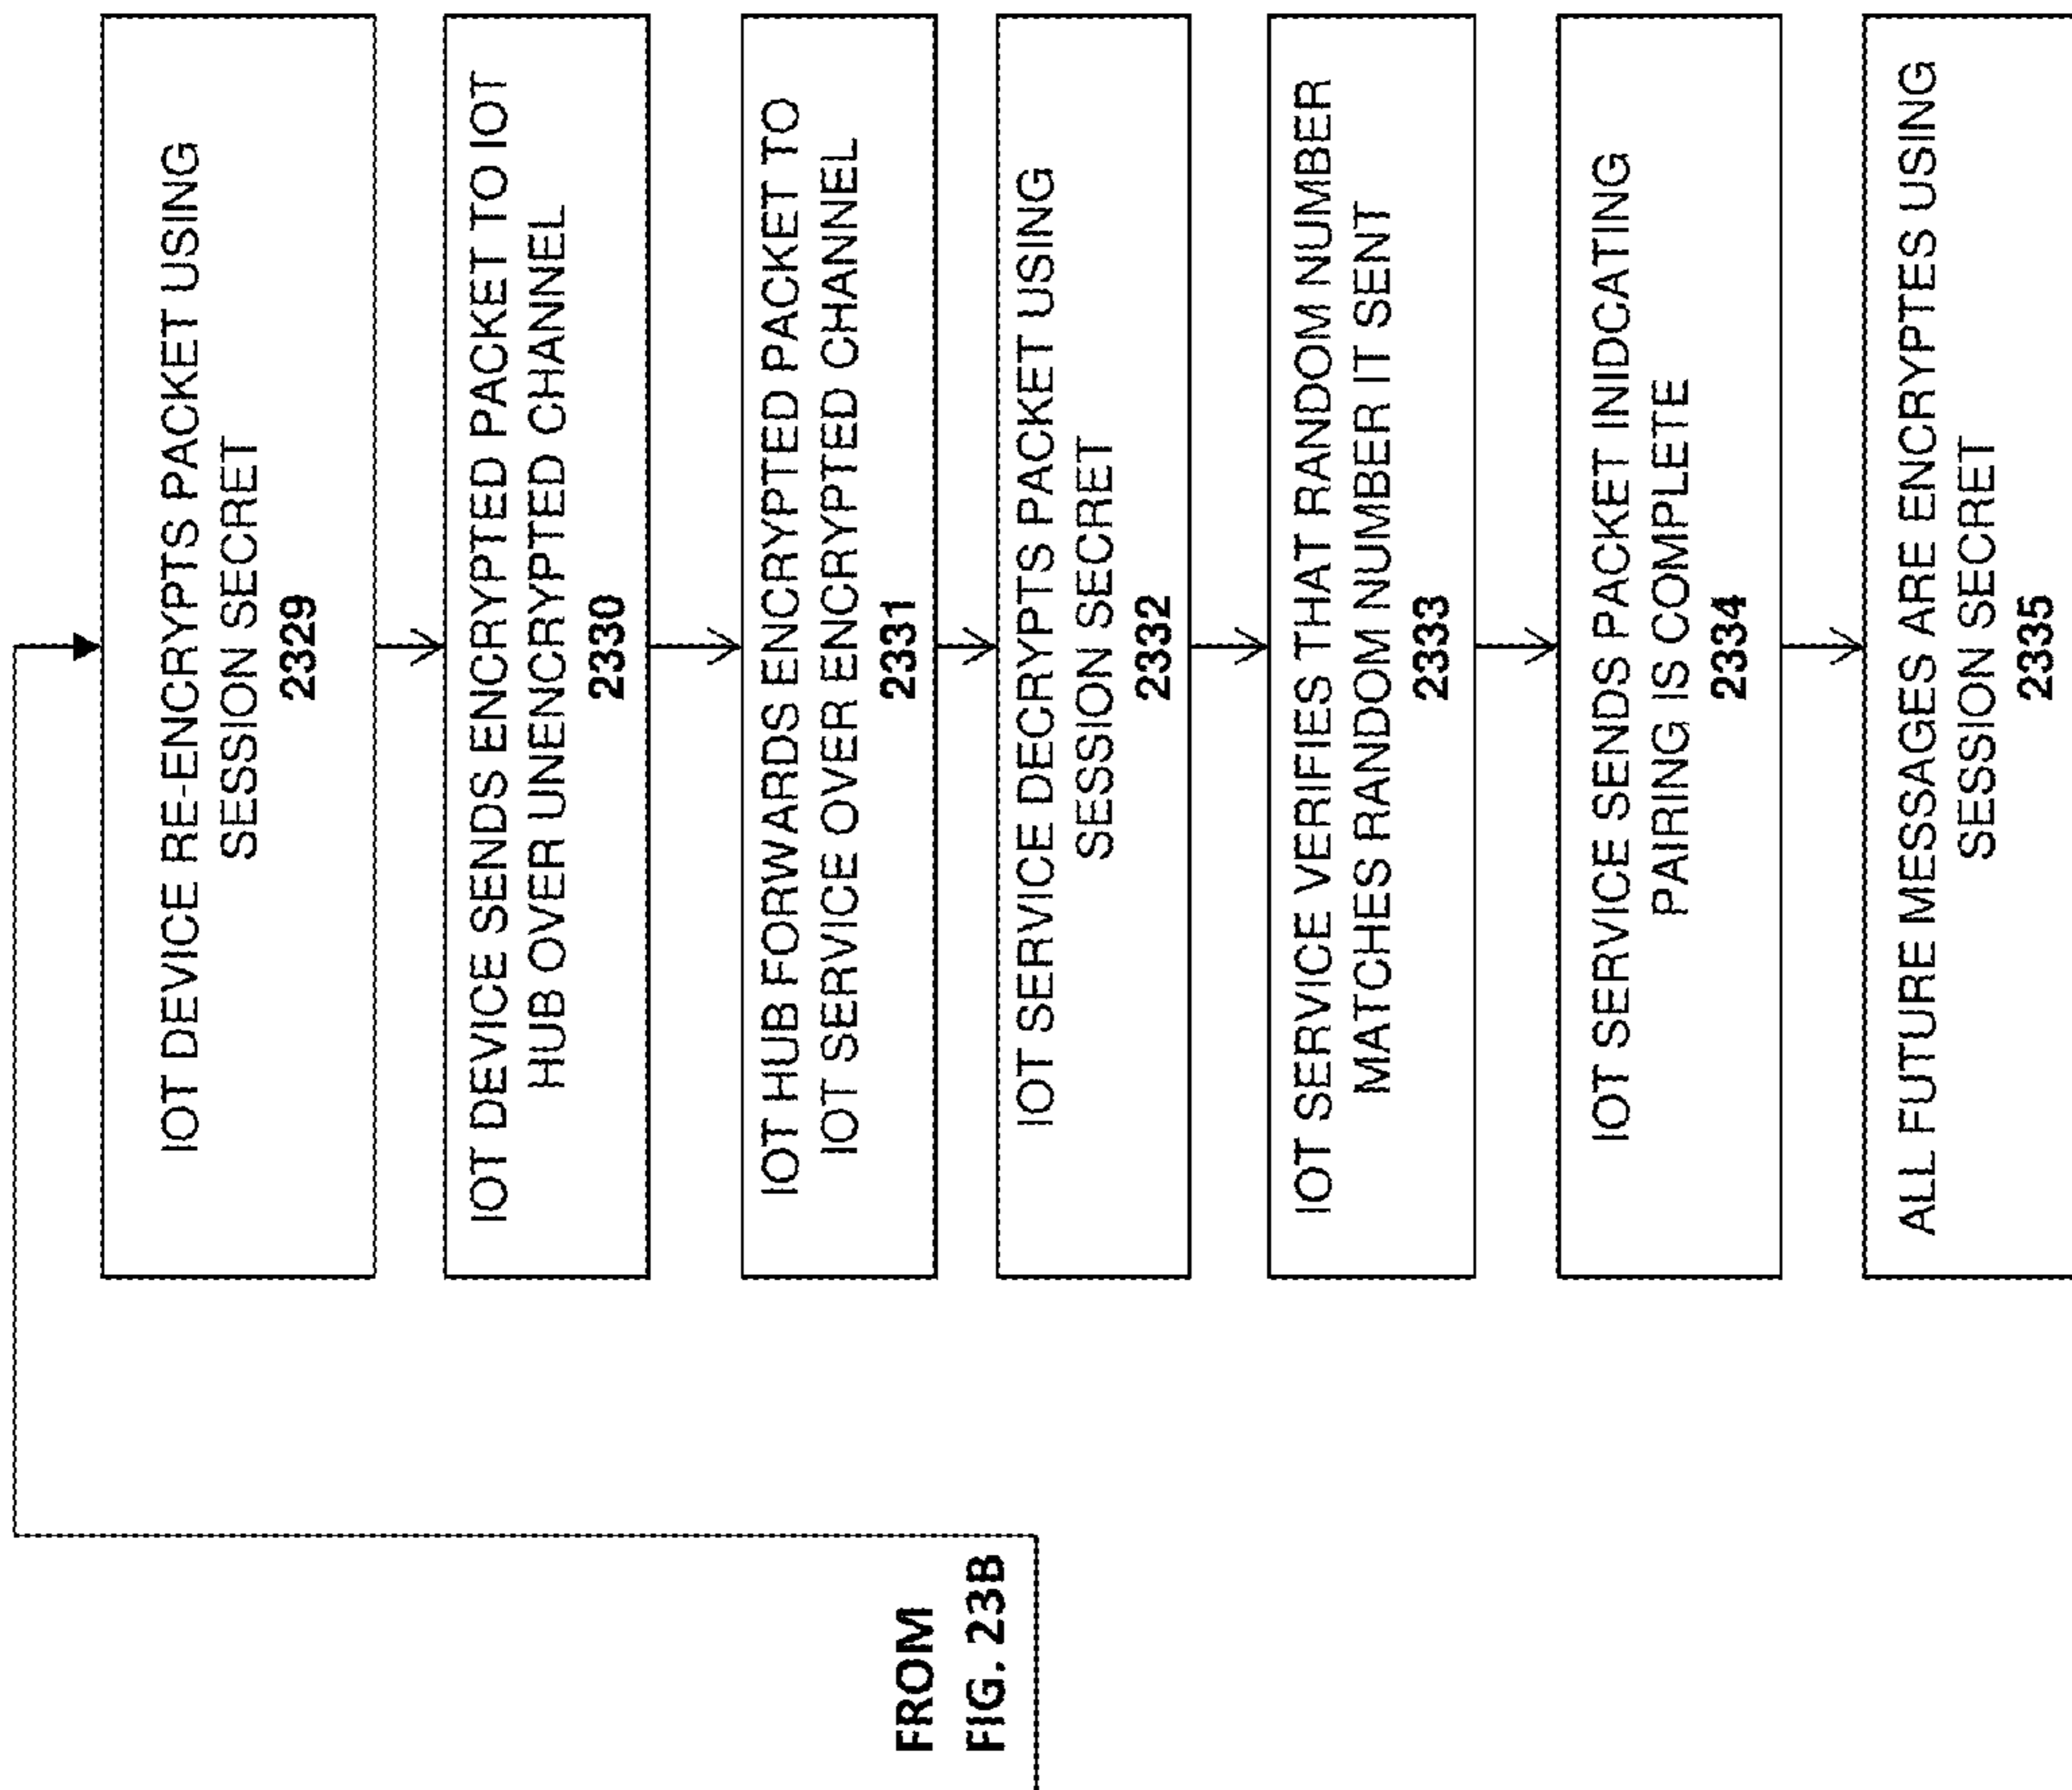 FROM
FIG. 23B
IOT DEVICE RE-ENCRYPTS PACKET USING
SESSION SECRET
2329
IOT DEVICE SENDS ENCRYPTED PACKET TO IOT
HUB OVER UNENCRYPTED CHANNEL
2330
IOT HUB FORWARDS ENCRYPTED PACKET TO
IOT SERVICE OVER ENCRYPTED CHANNEL
2331
IOT SERVICE DECRYPTS PACKET USING
SESSION SECRET
2332
IOT SERVICE VERIFIES THAT RANDOM NUMBER
MATCHES RANDOM NUMBER IT SENT
2333
IOT SERVICE SENDS PACKET INIDCATING
PAIRING IS COMPLETE
2334
ALL FUTURE MESSAGES ARE ENCRYPTES USING
SESSION SECRET
2335